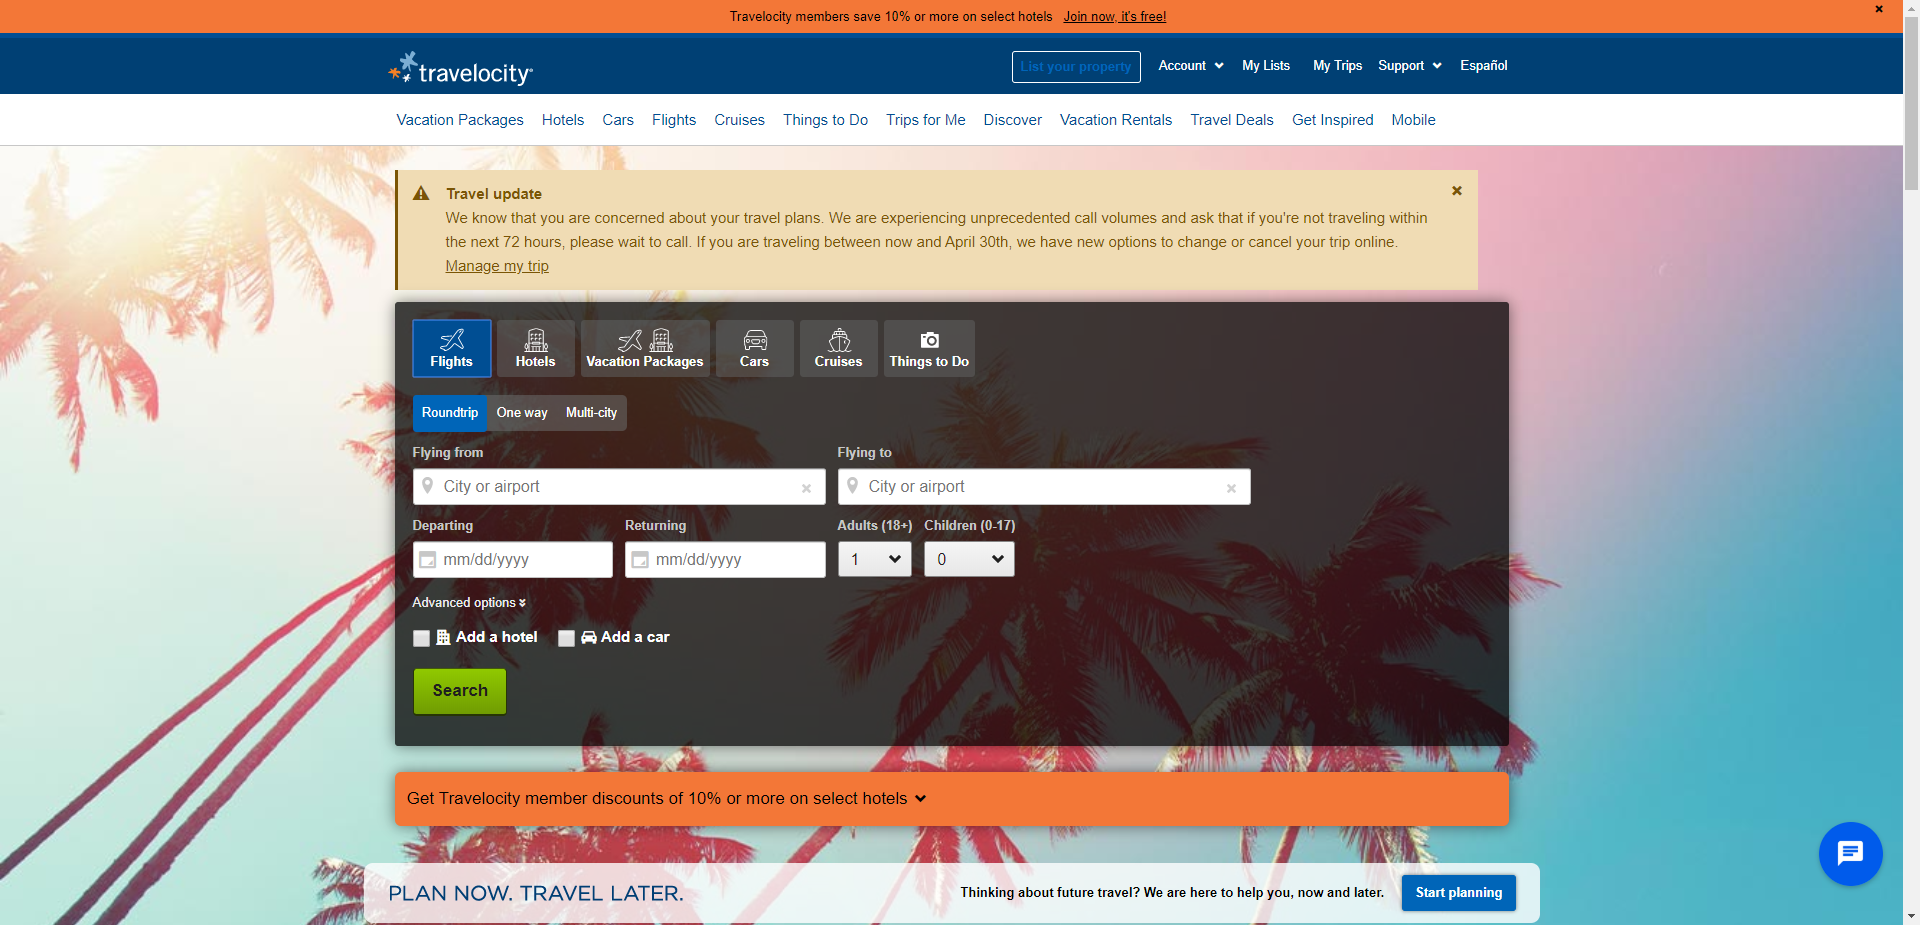 Travelocity members save 10% or more on select hotels Join now, it's free!
travelocity
List your property Account My Lists My Trips Support Español
Vacation Packages Hotels Cars Flights Cruises Things to Do Trips for Me Discover Vacation Rentals Travel Deals Get Inspired Mobile
Travel update
We know that you are concerned about your travel plans. We are experiencing unprecedented call volumes and ask that if you're not traveling within
the next 72 hours, please wait to call. If you are traveling between now and April 30th, we have new options to change or cancel your trip online.
Manage my trip
Flights Hotels Vacation Packages Cars Cruises Things to Do
Roundtrip One way Multi-city
Flying from Flying to
City or airport City or airport
Departing Returning Adults (18+) Children (0-17)
mm/dd/yyyy mm/dd/yyyy 1 0
Advanced options
Add a hotel Add a car
Search
Get Travelocity member discounts of 10% or more on select hotels
PLAN NOW. TRAVEL LATER. Thinking about future travel? We are here to help you, now and later. Start planning